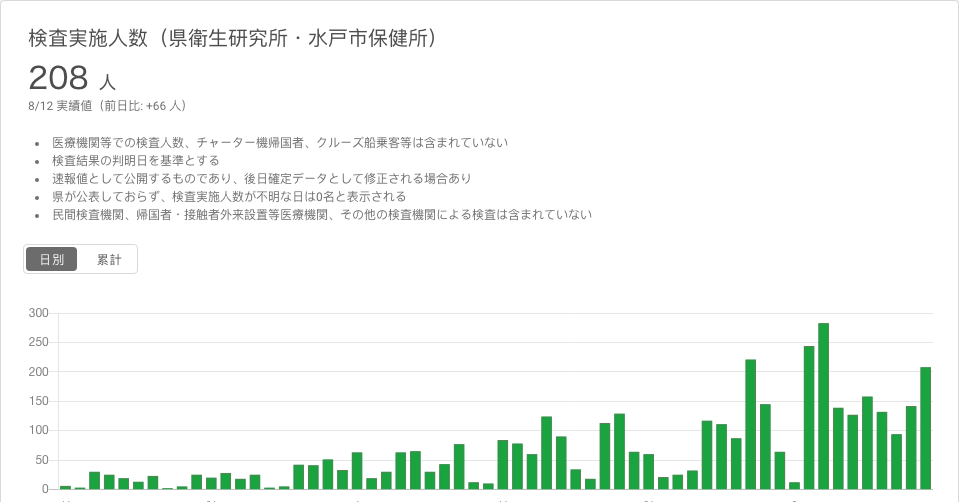 検査実施人数（県衛生研究所・水戸市保健所）
208 人
8/12 実績値（前日比: +66 人）
医療機関等での検査人数、チャーター機帰国者、クルーズ船乗客等は含まれていない
検査結果の判明日を基準とする
速報値として公開するものであり、後日確定データとして修正される場合あり
県が公表しておらず、検査実施人数が不明な日は0名と表示される
民間検査機関、帰国者・接触者外来設置等医療機関、その他の検査機関による検査は含まれていない
日別 累計
300
250
200
150
100
50
0